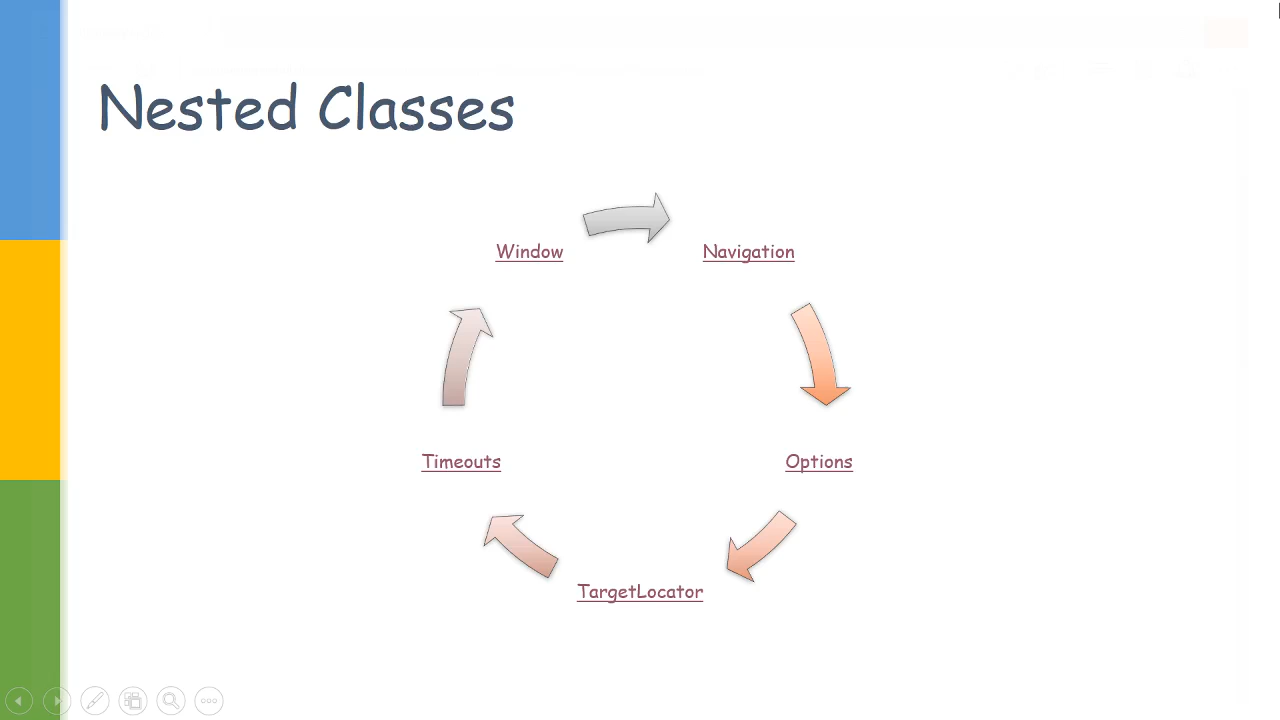 Nested Classes
Window
Navigation
Timeouts
Options
TargetLocator